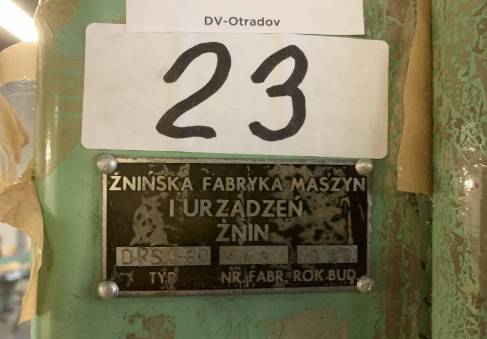 DV-Otradov
23
ŻNIŃSKA FABRYKA MASZYN
I URZĄDZEŃ
ŻNIN
TYP NR. FABR. ROK BUD.